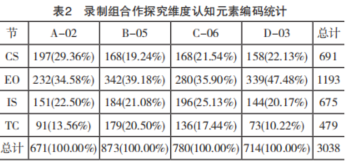 表2 录制组合作探究维度认知元素编码统计
节 A-02 B-05 C-06 D-03 总计
CS 197(29.36%) 168(19.24%) 168(21.54%) 158(22.13%) 691
EO 232(34.58%) 342(39.18%) 280(35.90%) 339(47.48%) 1193
IS 151(22.50%) 184(21.08%) 196(25.13%) 144(20.17%) 675
TC 91(13.56%) 179(20.50%) 136(17.44%) 73(10.22%) 479
总计 671(100.00%) 873(100.00%) 780(100.00%) 714(100.00%) 3038